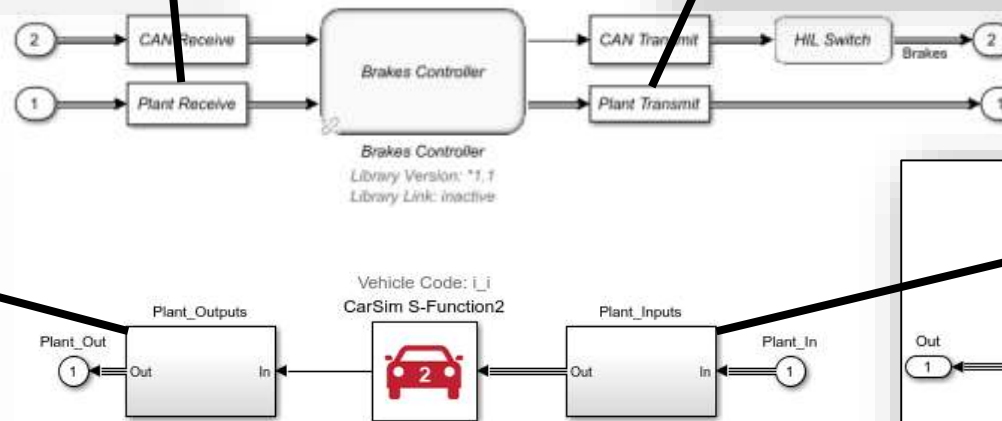 2
CAN Receive
CAN Transmit
HIL Switch
Brakes
2
Brakes Controller
1
Plant Receive
Plant Transmit
1
Brakes Controller
Library Version: *1.1
Library Link: inactive
Vehicle Code: i_i
CarSim S-Function2
Plant_Outputs
Plant_Inputs
Plant_Out
Plant_In
Out
1
Out
In
2
Out
In
1
1